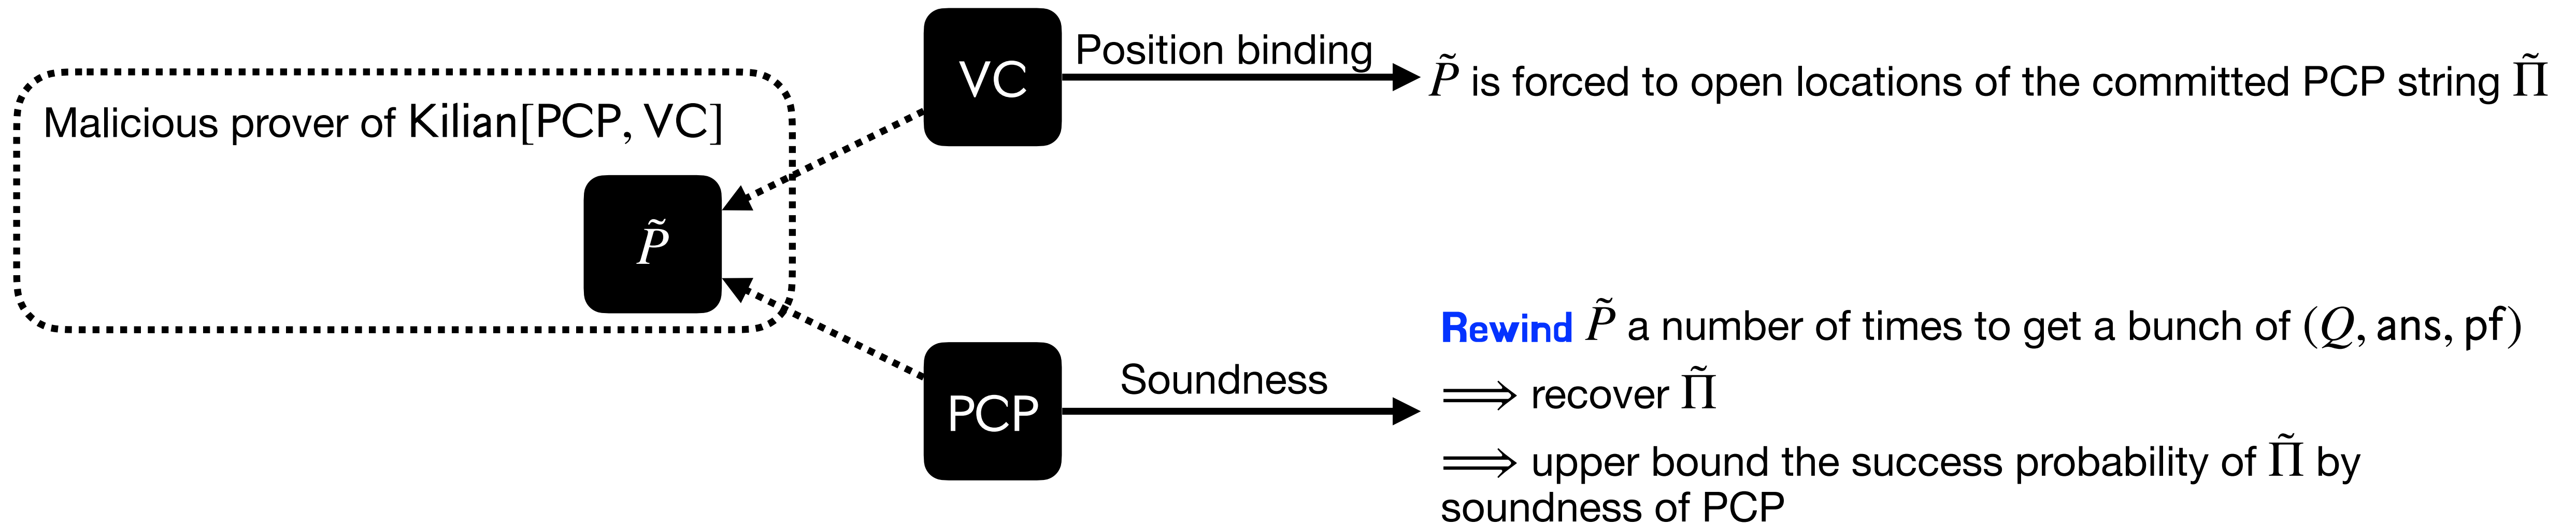 Malicious prover of Kilian[PCP, VC]
P̃
VC
Position binding
P̃ is forced to open locations of the committed PCP string Π̃
PCP
Soundness
Rewind P̃ a number of times to get a bunch of (Q, ans, pf)
⟹ recover Π̃
⟹ upper bound the success probability of Π̃ by
soundness of PCP